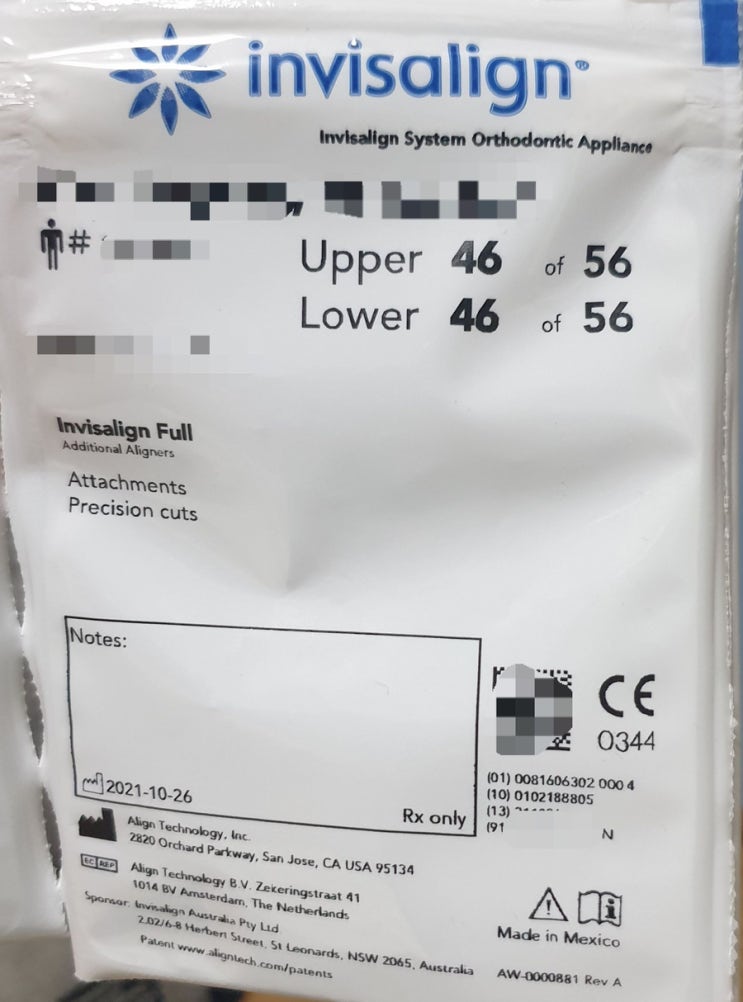 invisalign®
Invisalign System Orthodontic Appliance
#
Upper 46 of 56
Lower 46 of 56
Invisalign Full
Additional Aligners
Attachments
Precision cuts
Notes:
2021-10-26
Rx only
CE
0344
(01) 0081606302 000 4
(10) 0102188805
(13)
(91 N
Align Technology, Inc.
2820 Orchard Parkway, San Jose, CA USA 95134
EC REP
Align Technology B.V. Zekeringstraat 41
1014 BV Amsterdam, The Netherlands
Sponsor: Invisalign Australia Pty Ltd
2.02/6-8 Herbert Street, St Leonards, NSW 2065, Australia
Patent www.aligntech.com/patents
Made in Mexico
AW-0000881 Rev A